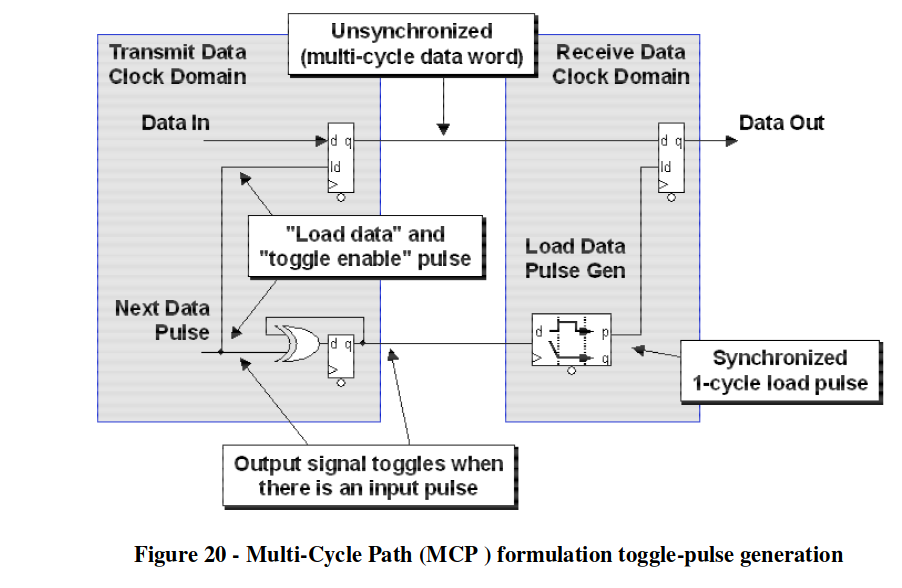 Unsynchronized
(multi-cycle data word)
Transmit Data
Clock Domain
Receive Data
Clock Domain
Data In
Data Out
d q
ld
d q
ld
"Load data" and
"toggle enable" pulse
Load Data
Pulse Gen
Next Data
Pulse
d q
d
p
q
Synchronized
1-cycle load pulse
Output signal toggles when
there is an input pulse
Figure 20 - Multi-Cycle Path (MCP ) formulation toggle-pulse generation